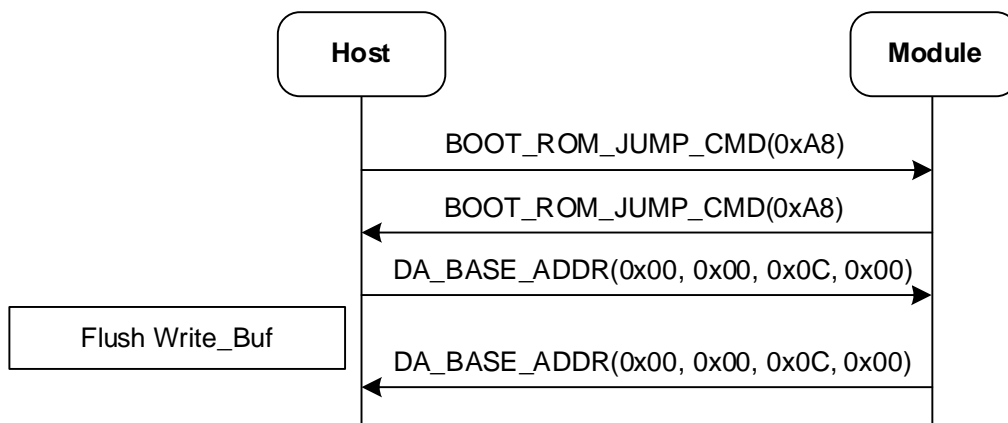 Host
Module
BOOT_ROM_JUMP_CMD(0xA8)
BOOT_ROM_JUMP_CMD(0xA8)
DA_BASE_ADDR(0x00, 0x00, 0x0C, 0x00)
Flush Write_Buf
DA_BASE_ADDR(0x00, 0x00, 0x0C, 0x00)